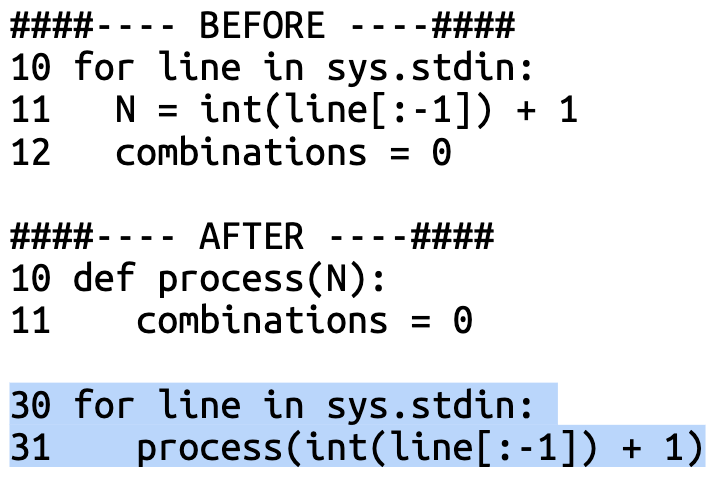 ####---- BEFORE ----####
10 for line in sys.stdin:
11   N = int(line[:-1]) + 1
12   combinations = 0

####---- AFTER ----####
10 def process(N):
11    combinations = 0

30 for line in sys.stdin:
31    process(int(line[:-1]) + 1)